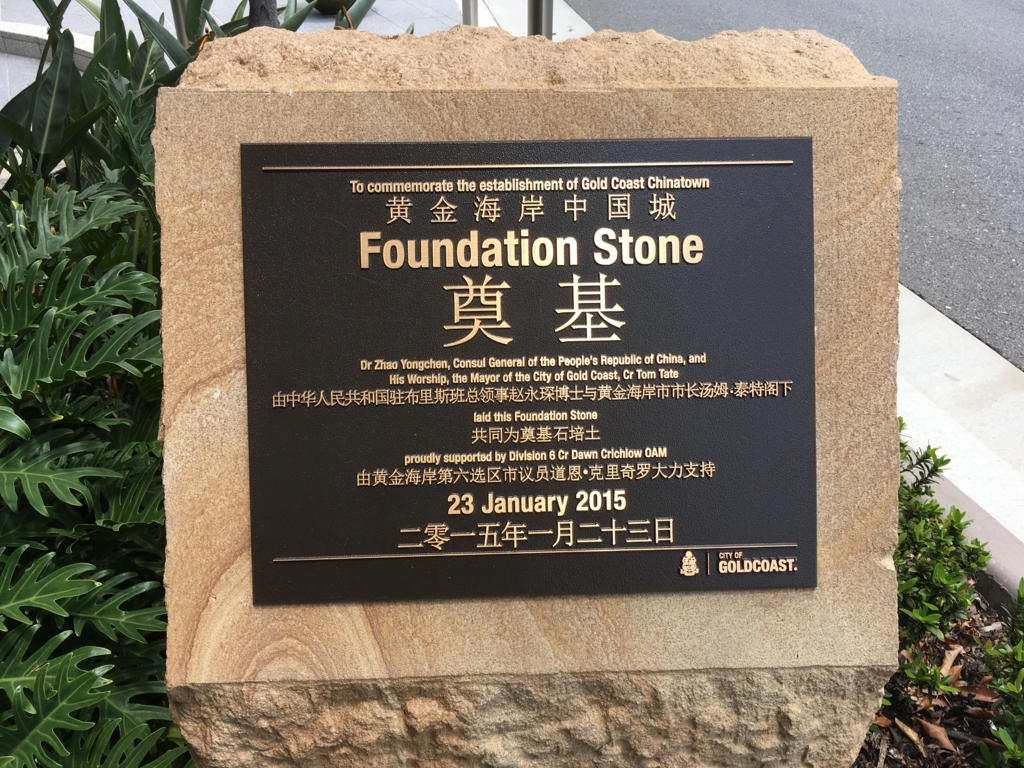 To commemorate the establishment of Gold Coast Chinatown
黄金海岸中国城
Foundation Stone
奠基
Dr Zhao Yongchen, Consul General of the People's Republic of China, and
His Worship, the Mayor of the City of Gold Coast, Cr Tom Tate
由中华人民共和国驻布里斯班总领事赵永琛博士与黄金海岸市市长汤姆·泰特阁下
laid this Foundation Stone
共同为奠基石培土
proudly supported by Division 6 Cr Dawn Crichlow OAM
由黄金海岸第六选区市议员道恩·克里奇罗大力支持
23 January 2015
二零一五年一月二十三日
CITY OF
GOLDCOAST.